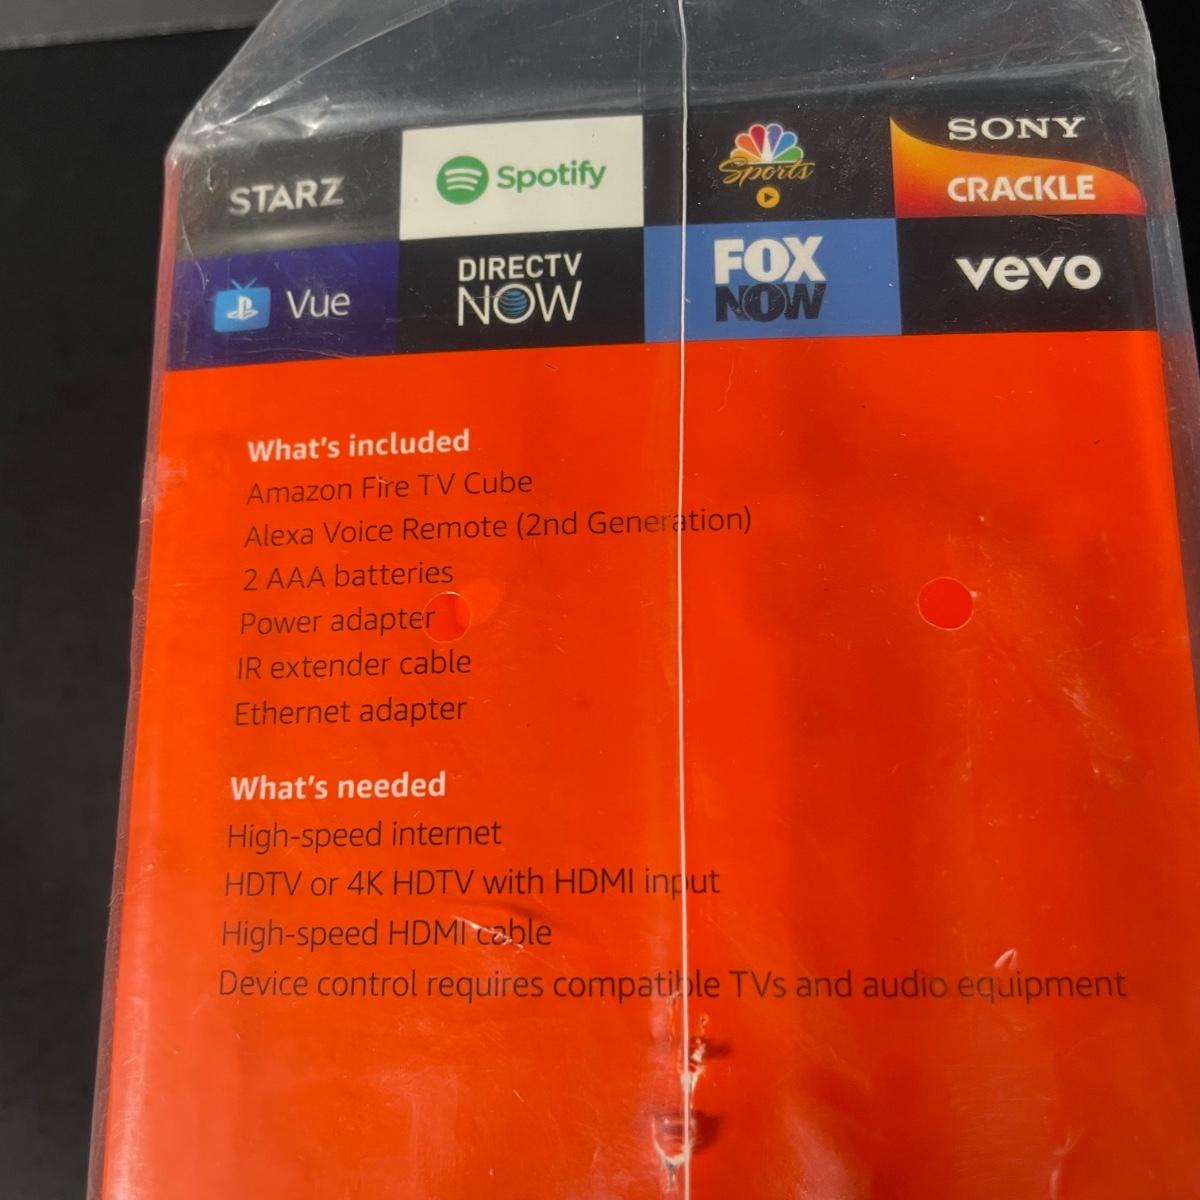 STARZ
Spotify
Sports
SONY
CRACKLE
Vue
DIRECTV
NOW
FOX
NOW
vevo
What's included
Amazon Fire TV Cube
Alexa Voice Remote (2nd Generation)
2 AAA batteries
Power adapter
IR extender cable
Ethernet adapter
What's needed
High-speed internet
HDTV or 4K HDTV with HDMI input
High-speed HDMI cable
Device control requires compatible TVs and audio equipment